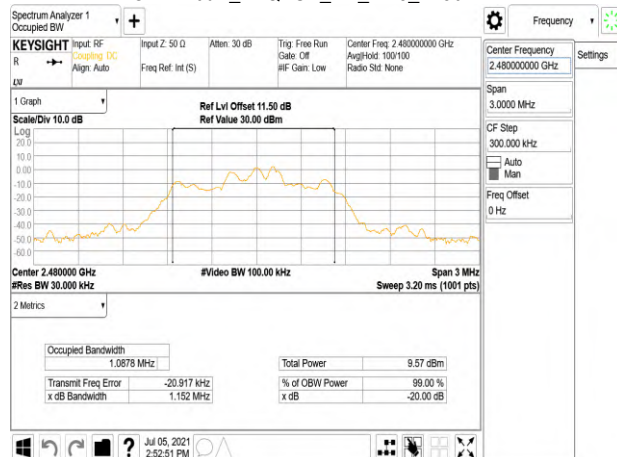 Spectrum Analyzer 1
Occupied BW
Frequency
KEYSIGHT
R
LXI
Input: RF
Coupling: DC
Align: Auto
Input Z: 50 Ω
Freq Ref: Int (S)
Atten: 30 dB
Trig: Free Run
Gate: Off
#IF Gain: Low
Center Freq: 2.480000000 GHz
Avg|Hold: 100/100
Radio Std: None
Center Frequency
2.480000000 GHz
Settings
Span
3.0000 MHz
CF Step
300.000 kHz
Auto
Man
Freq Offset
0 Hz
1 Graph
Scale/Div 10.0 dB
Ref Lvl Offset 11.50 dB
Ref Value 30.00 dBm
Log
20.0
10.0
0.00
-10.0
-20.0
-30.0
-40.0
-50.0
-60.0
Center 2.480000 GHz
#Video BW 100.00 kHz
Span 3 MHz
#Res BW 30.000 kHz
Sweep 3.20 ms (1001 pts)
2 Metrics
Occupied Bandwidth
1.0878 MHz
Total Power 9.57 dBm
Transmit Freq Error -20.917 kHz
% of OBW Power 99.00 %
x dB Bandwidth 1.152 MHz
x dB -20.00 dB
Jul 05, 2021
2:52:51 PM